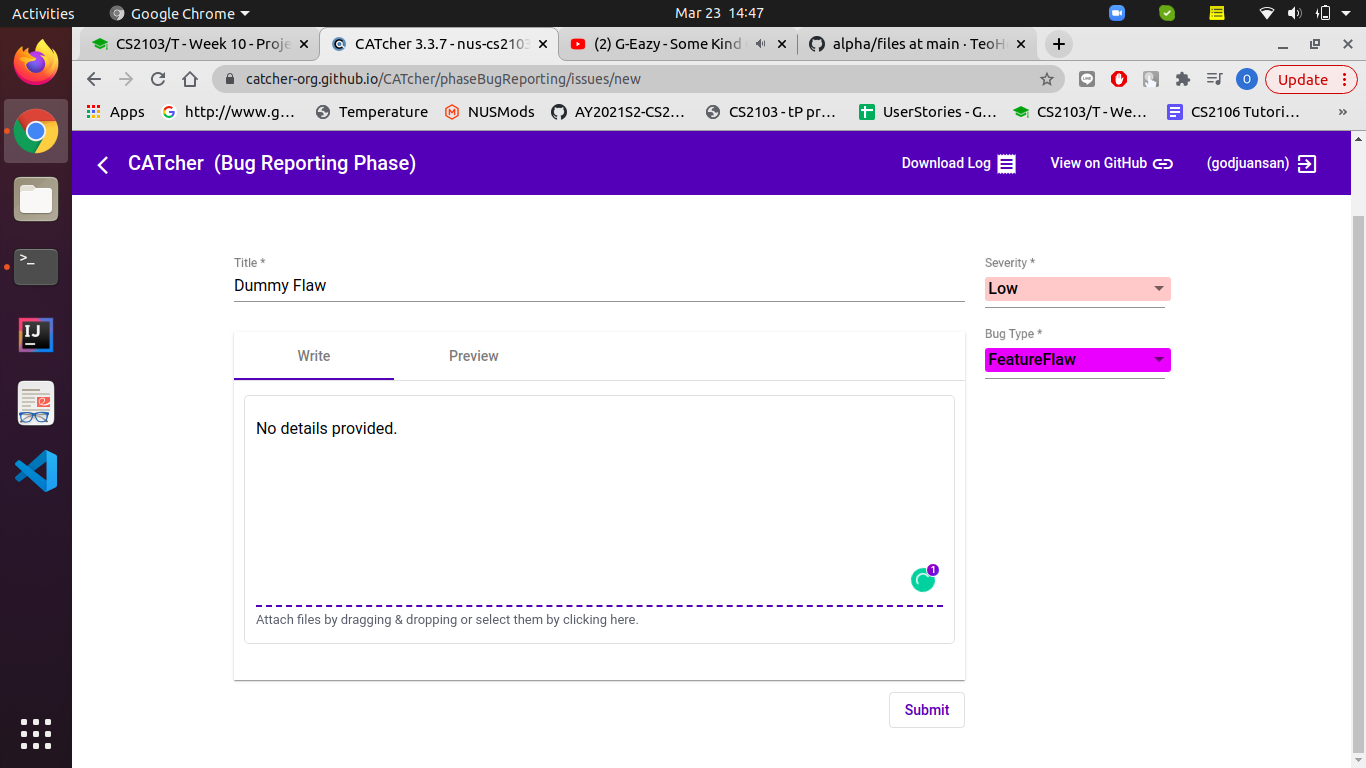 Activities
Google Chrome
Mar 23 14:47
CS2103/T - Week 10 - Proje
CATcher 3.3.7 - nus-cs2103
(2) G-Eazy - Some Kind
alpha/files at main · TeoH
catcher-org.github.io/CATcher/phaseBugReporting/issues/new
O
Update
Apps
http://www.g...
Temperature
NUSMods
AY2021S2-CS2...
CS2103 - tP pr...
UserStories - G...
CS2103/T - We...
CS2106 Tutori...
»
CATcher (Bug Reporting Phase)
Download Log
View on GitHub
(godjuansan)
Title *
Dummy Flaw
Severity *
Low
Bug Type *
FeatureFlaw
Write
Preview
No details provided.
1
Attach files by dragging & dropping or select them by clicking here.
Submit
>_
IJ